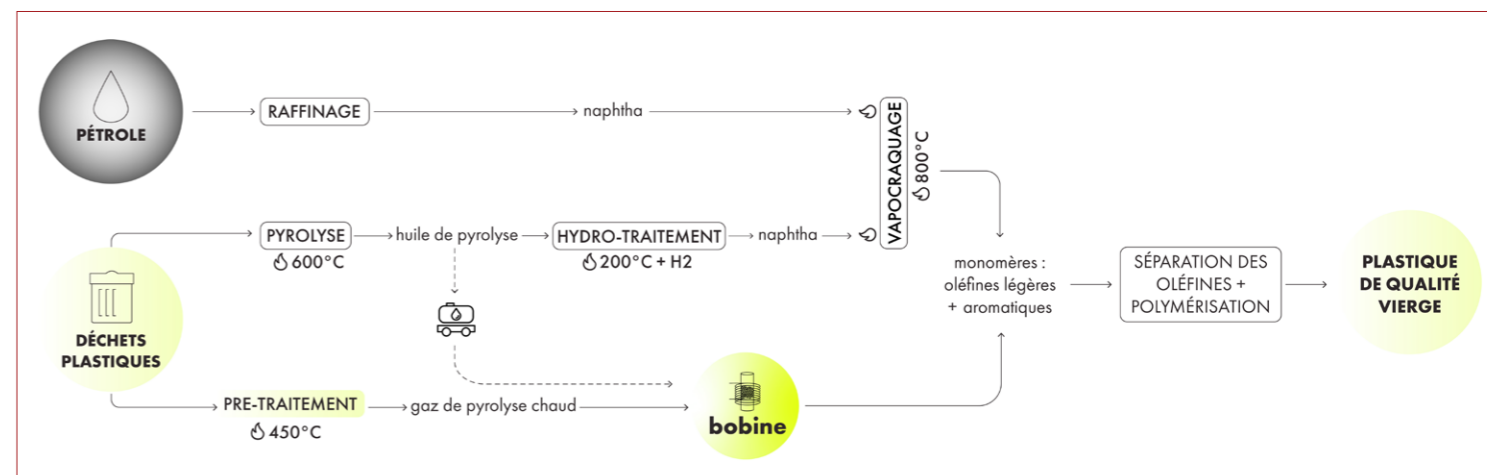 PÉTROLE
RAFFINAGE
naphtha
VAPOCRAQUAGE
800°C
PYROLYSE
600°C
huile de pyrolyse
HYDRO-TRAITEMENT
200°C + H2
naphtha
DÉCHETS
PLASTIQUES
PRE-TRAITEMENT
450°C
gaz de pyrolyse chaud
bobine
monomères :
oléfines légères
+ aromatiques
SÉPARATION DES
OLÉFINES +
POLYMÉRISATION
PLASTIQUE
DE QUALITÉ
VIERGE